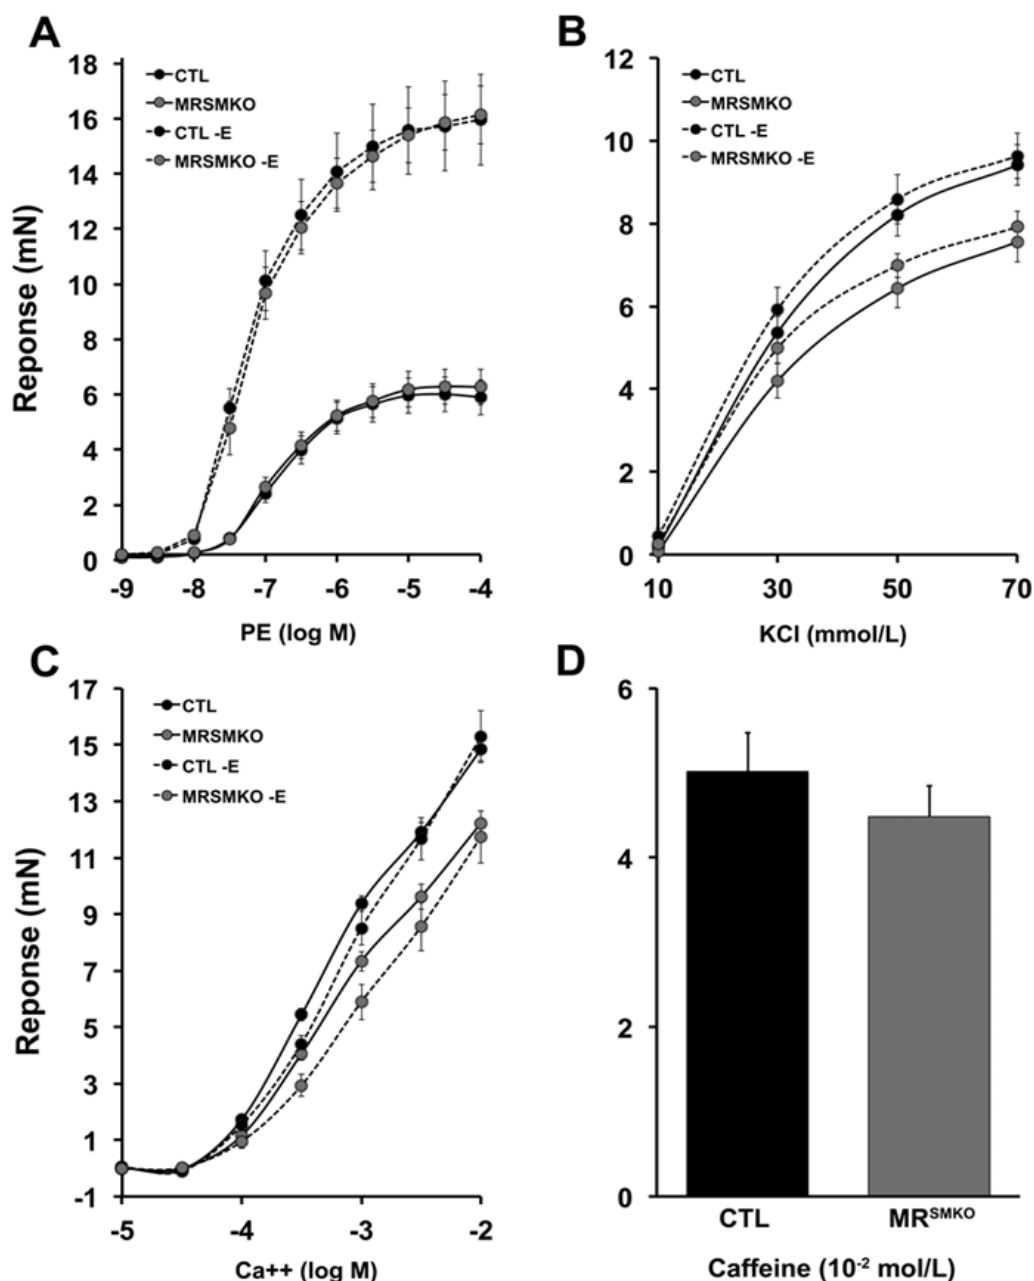 A
18
16
14
12
10
8
6
4
2
0
Reponse (mN)
CTL
MRSMKO
CTL -E
MRSMKO -E
-9 -8 -7 -6 -5 -4
PE (log M)
B
12
10
8
6
4
2
0
CTL
MRSMKO
CTL -E
MRSMKO -E
10 30 50 70
KCl (mmol/L)
C
17
15
13
11
9
7
5
3
1
-1
Reponse (mN)
CTL
MRSMKO
CTL -E
MRSMKO -E
-5 -4 -3 -2
Ca++ (log M)
D
6
4
2
0
CTL MR^SMKO
Caffeine (10^-2 mol/L)